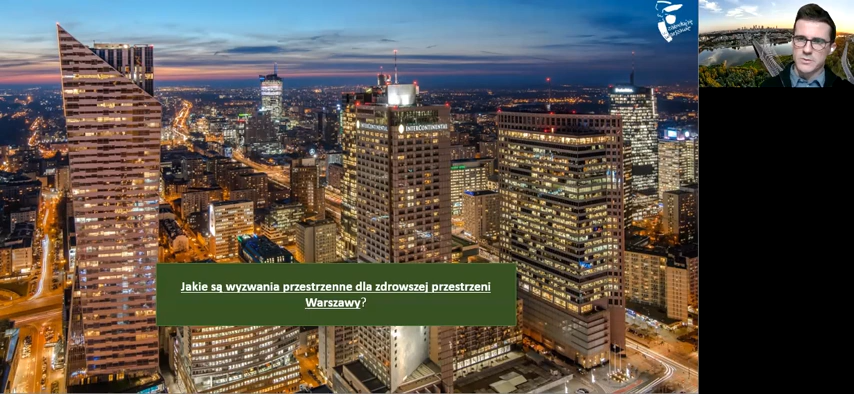 INTERCONTINENTAL
Jakie są wyzwania przestrzenne dla zdrowszej przestrzeni
Warszawy?